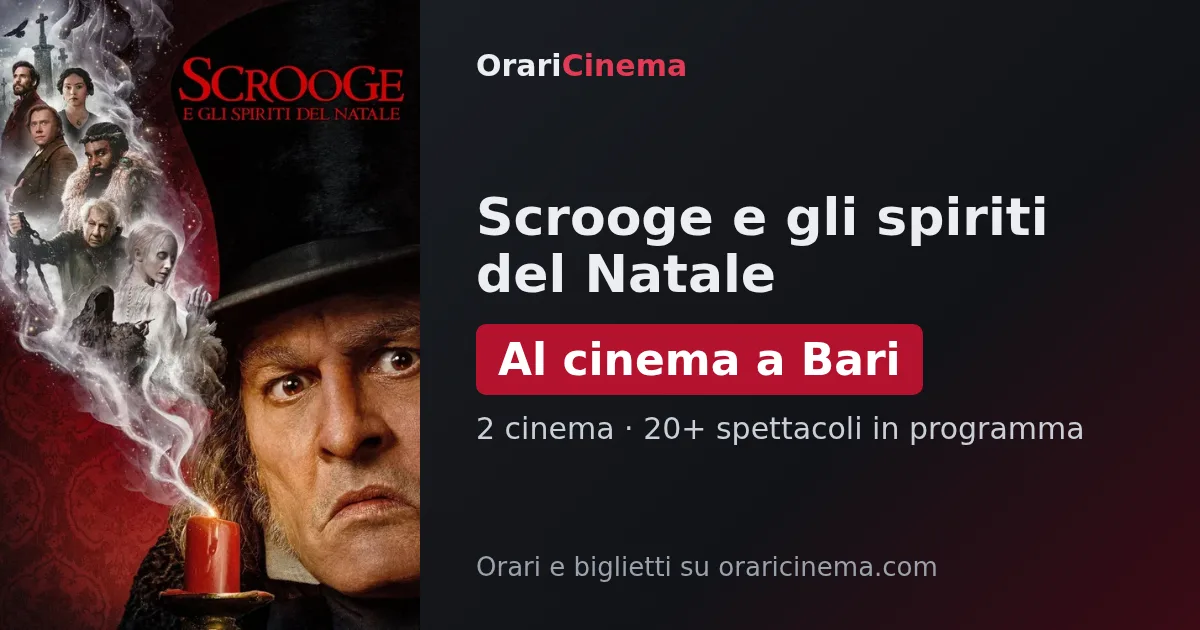 SCROOGE
E GLI SPIRITI DEL NATALE
OrariCinema
Scrooge e gli spiriti
del Natale
Al cinema a Bari
2 cinema · 20+ spettacoli in programma
Orari e biglietti su oraricinema.com